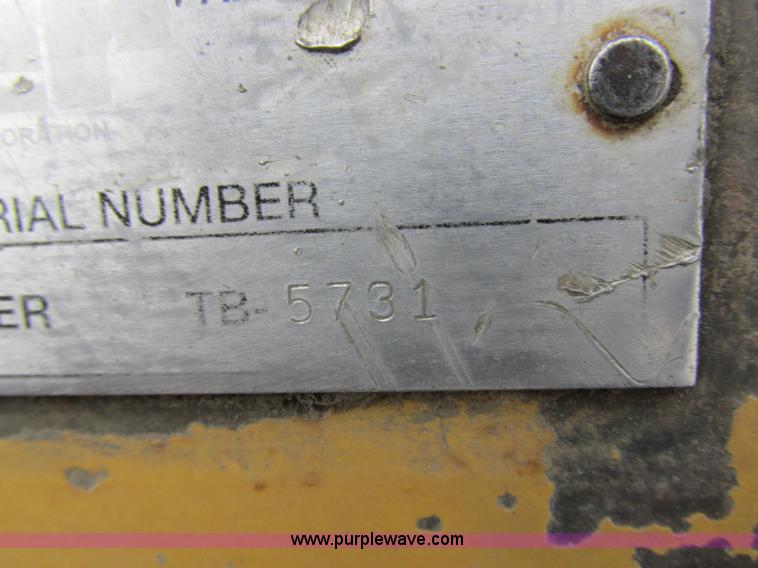 ORATION
RIAL NUMBER
ER TB- 5731
www.purplewave.com